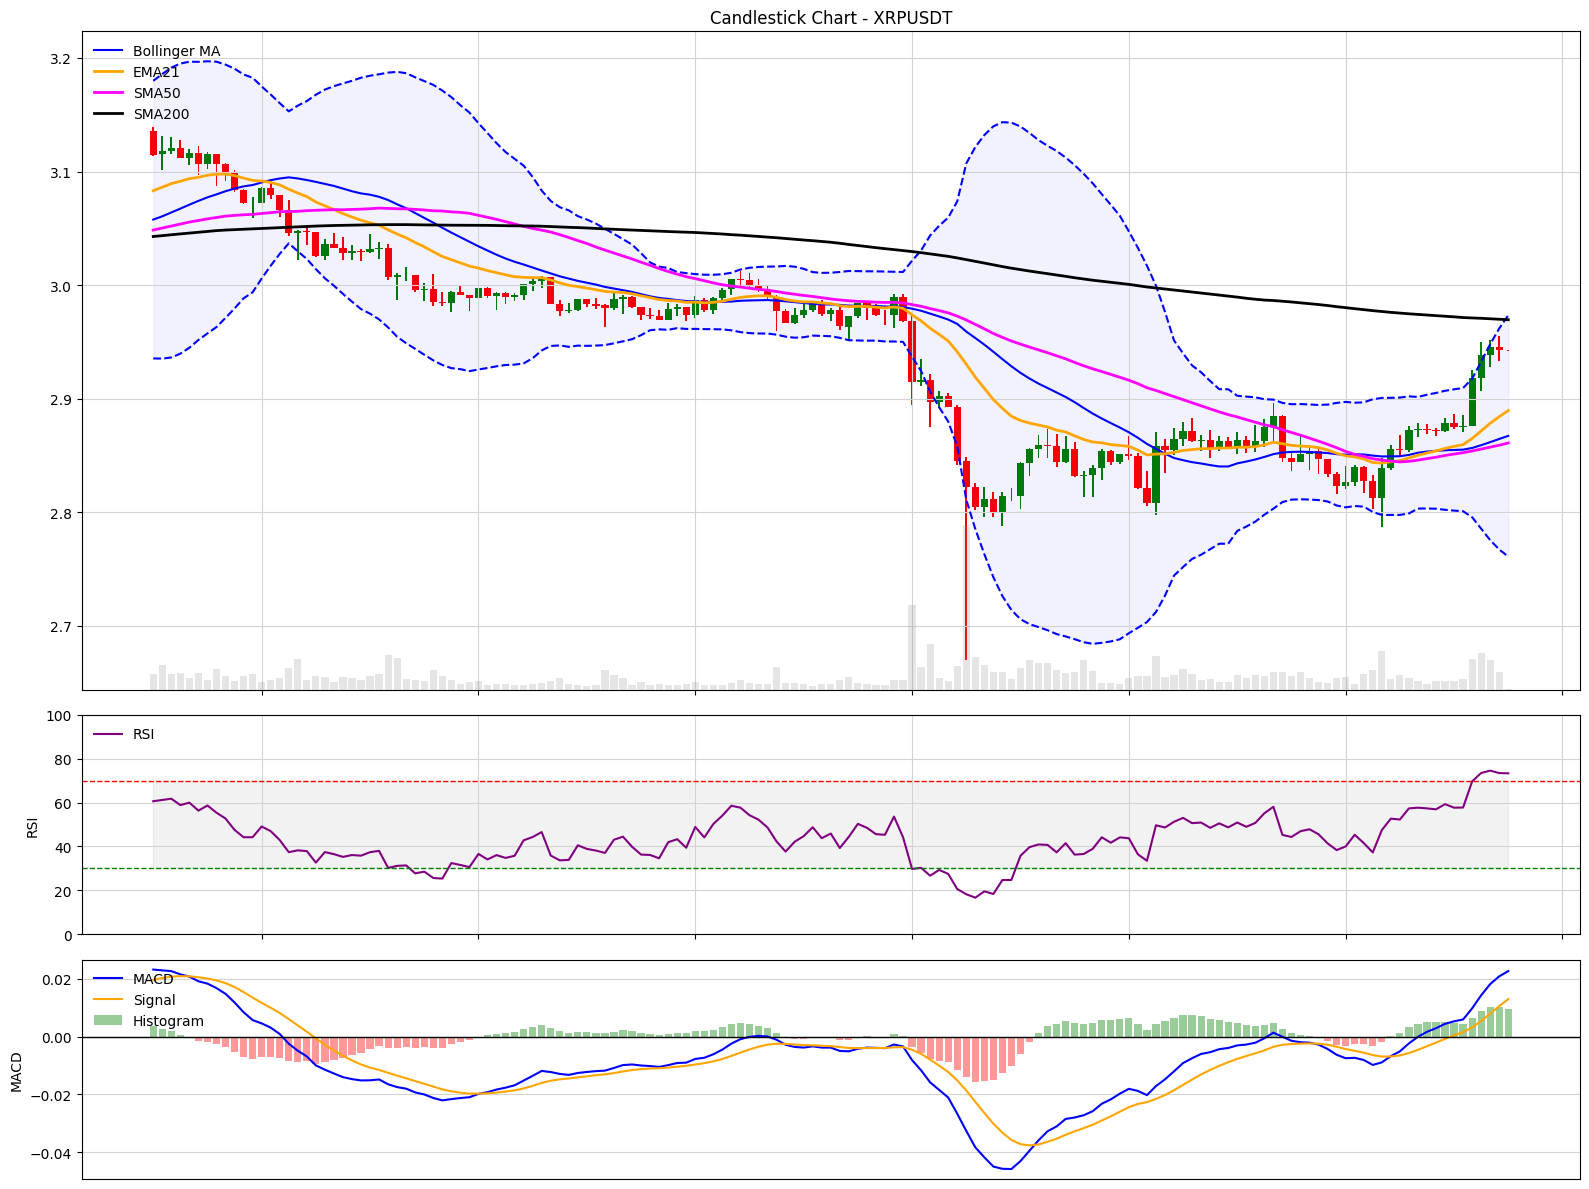 Candlestick Chart - XRPUSDT
Bollinger MA
EMA21
SMA50
SMA200
3.2
3.1
3.0
2.9
2.8
2.7
RSI
100
80
60
40
20
0
RSI
MACD
Signal
Histogram
0.02
0.00
−0.02
−0.04
MACD